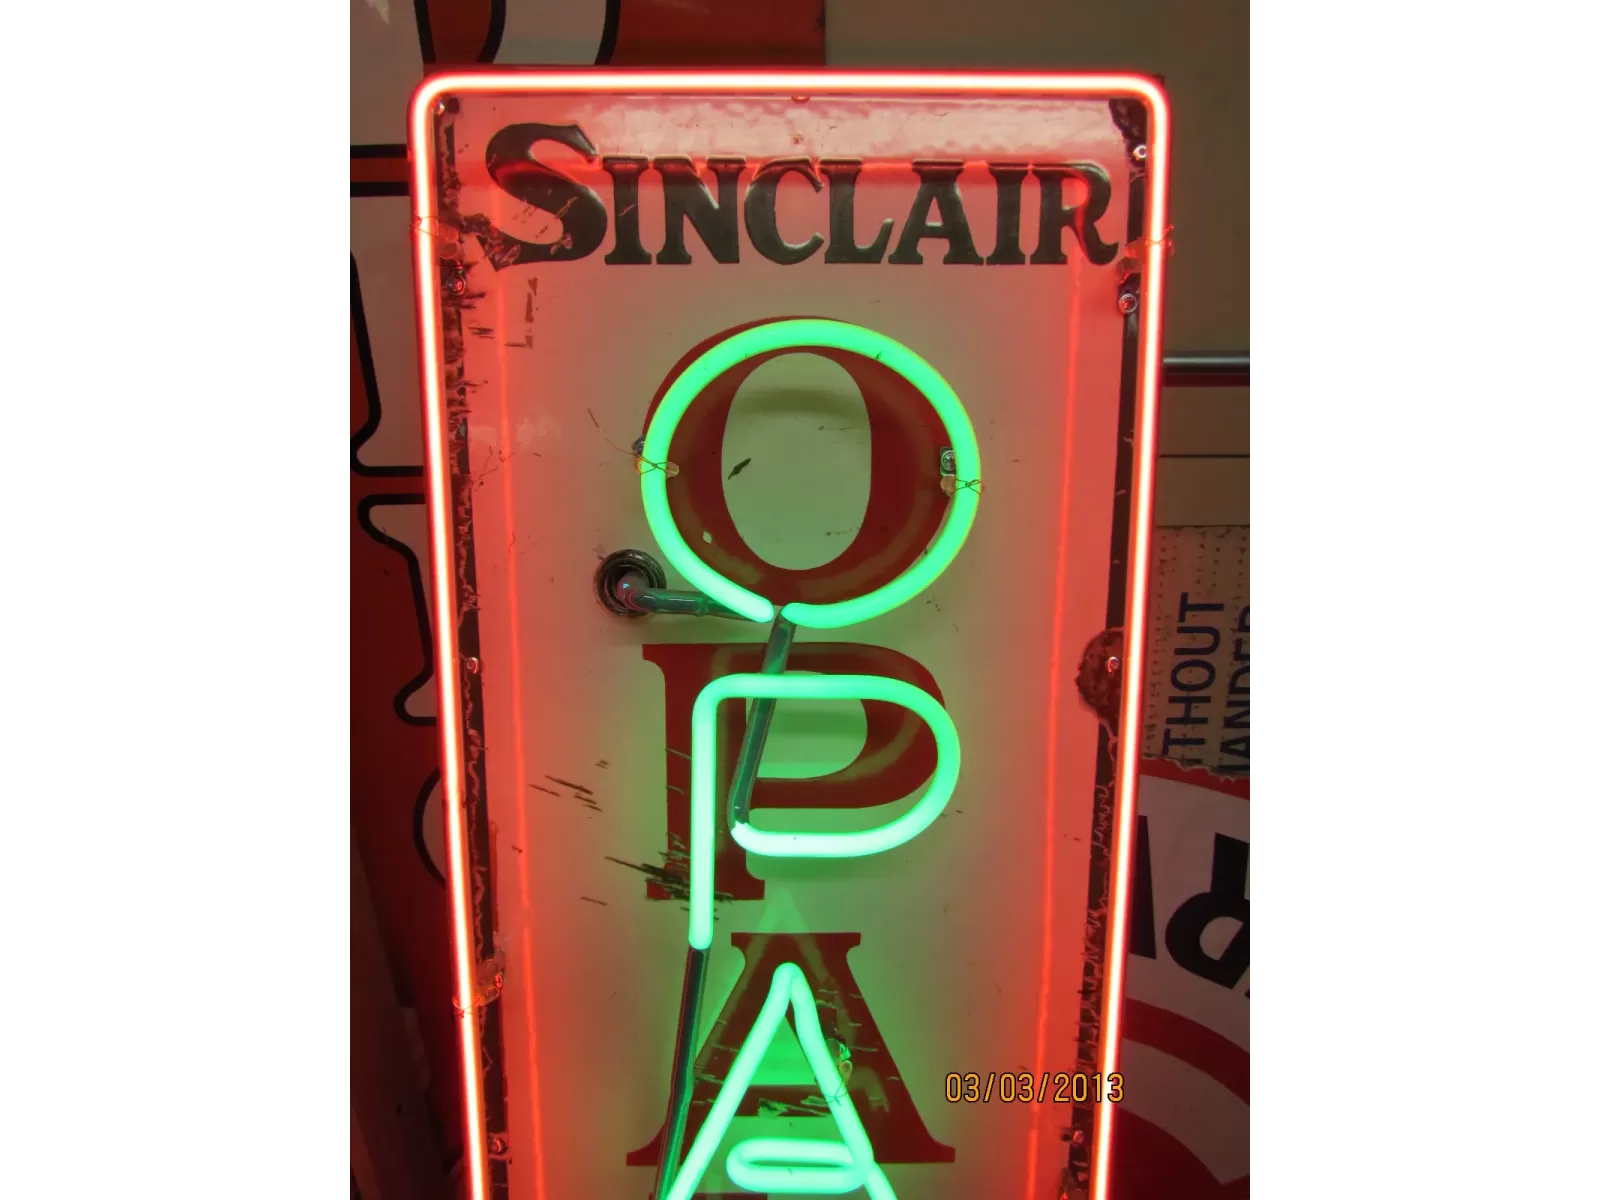 SINCLAIR
O
P
A
THOUT
03/03/2013